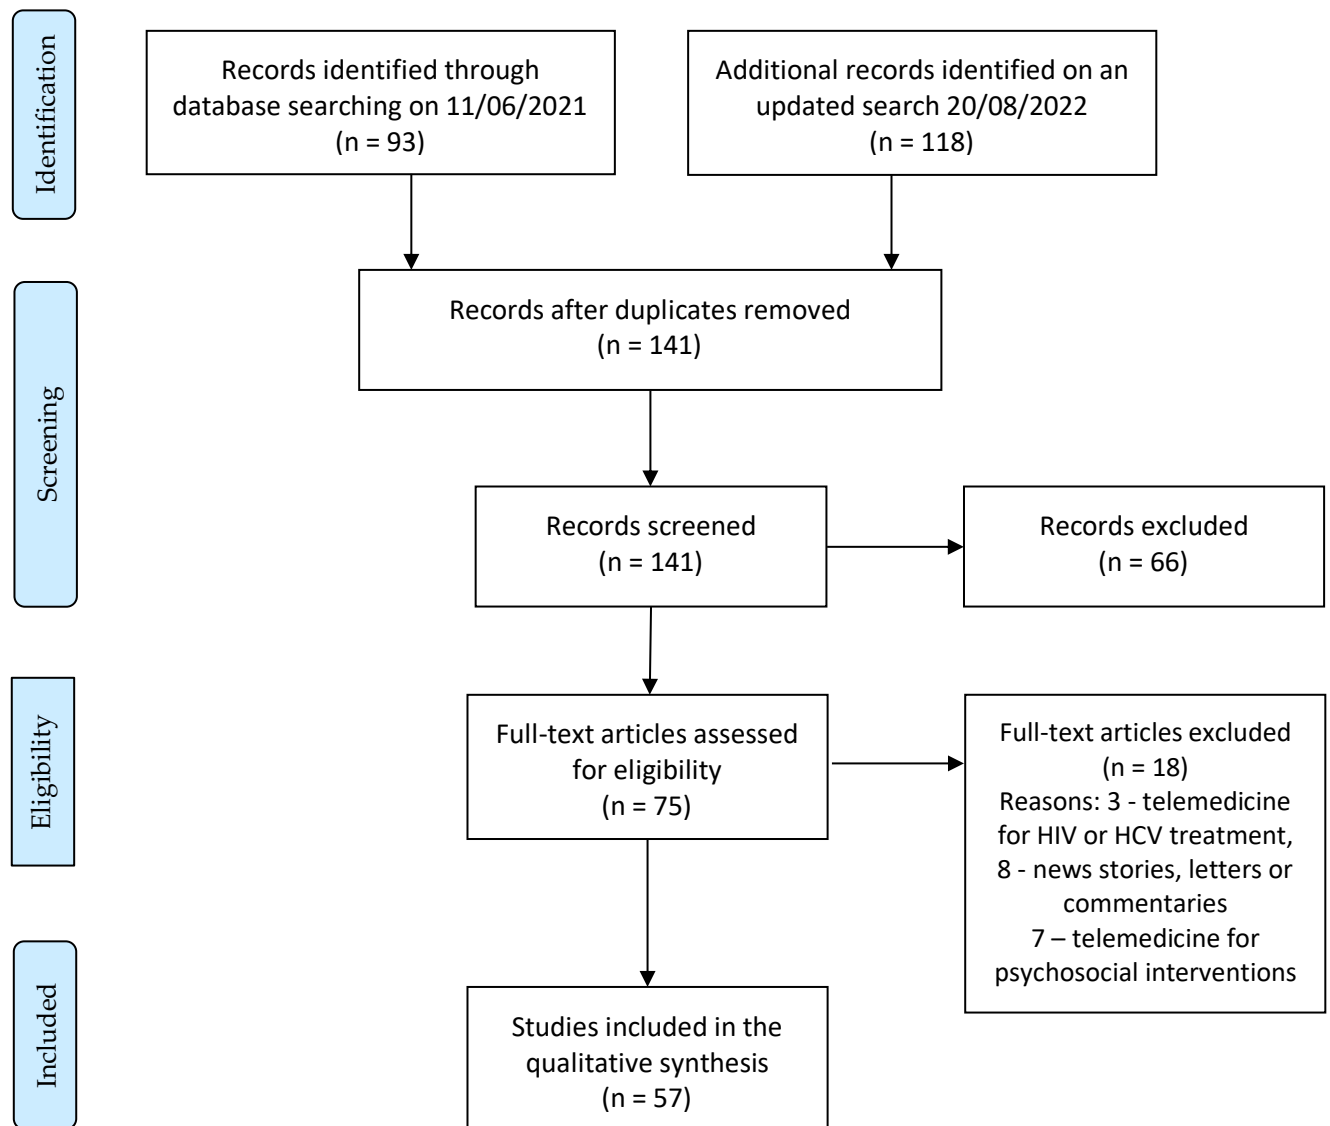 Identification
Records identified through
database searching on 11/06/2021
(n = 93)
Additional records identified on an
updated search 20/08/2022
(n = 118)
Screening
Records after duplicates removed
(n = 141)
Records screened
(n = 141)
Records excluded
(n = 66)
Eligibility
Full-text articles assessed
for eligibility
(n = 75)
Full-text articles excluded
(n = 18)
Reasons: 3 - telemedicine
for HIV or HCV treatment,
8 - news stories, letters or
commentaries
7 – telemedicine for
psychosocial interventions
Included
Studies included in the
qualitative synthesis
(n = 57)